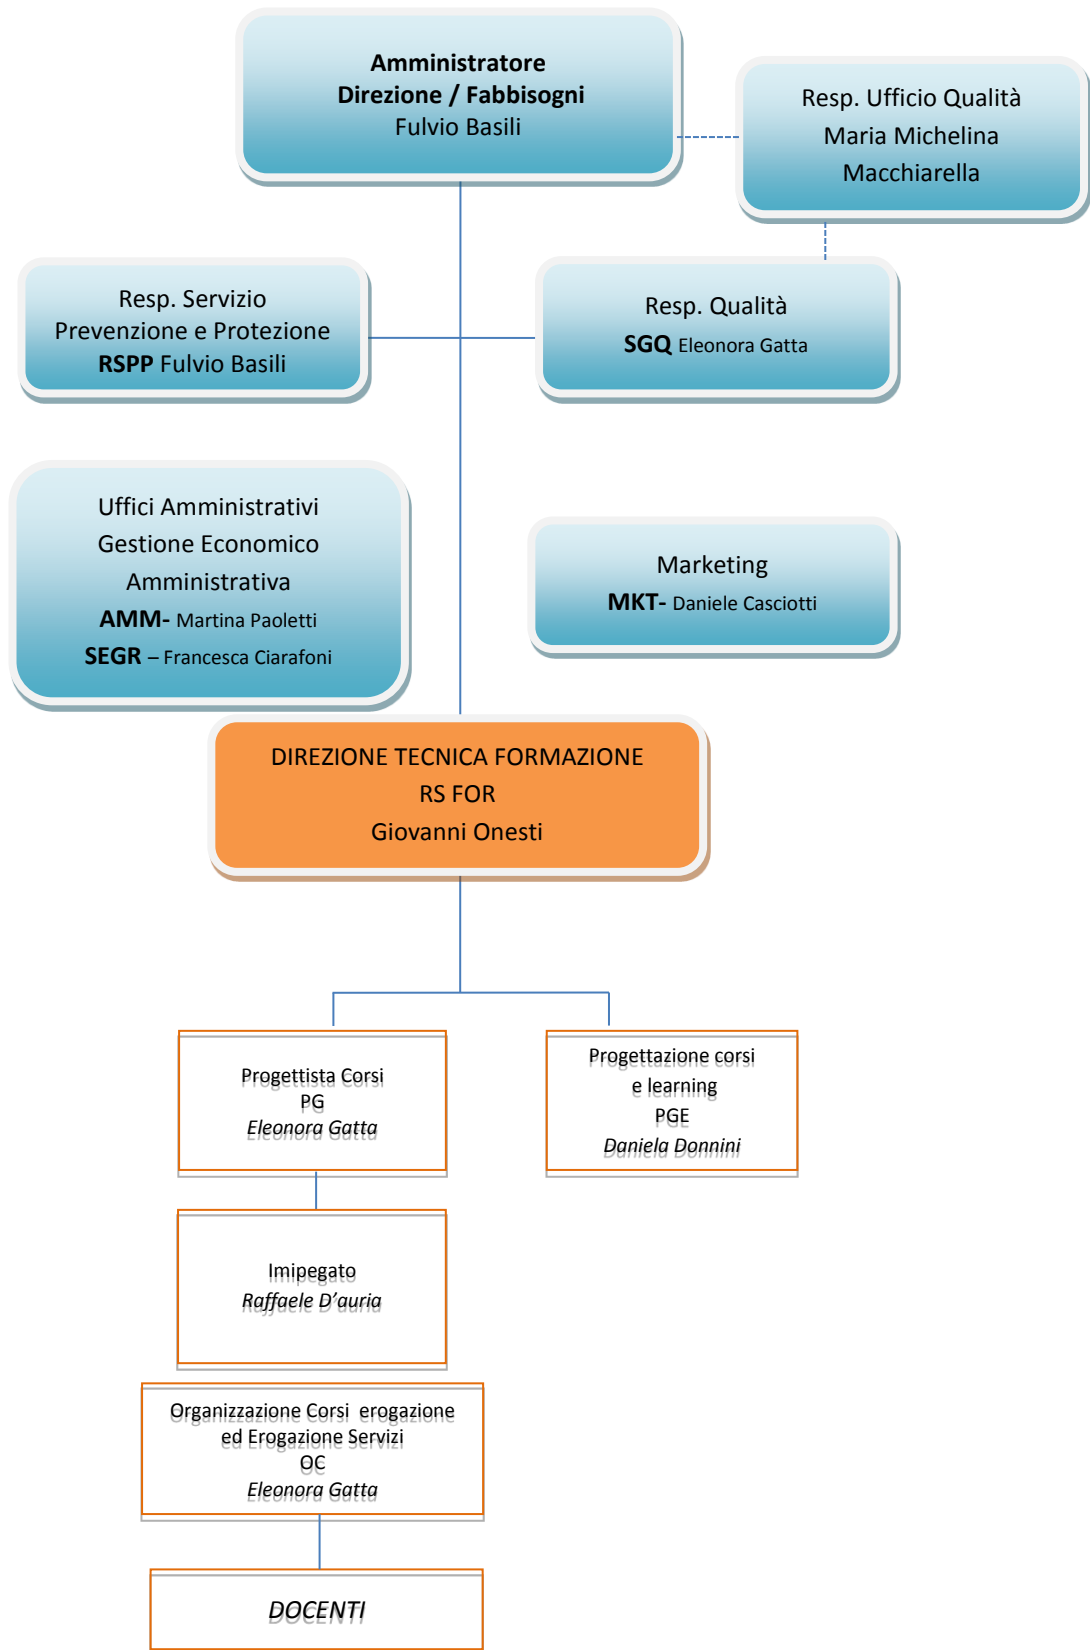 Amministratore
Direzione / Fabbisogni
Fulvio Basili
Resp. Ufficio Qualità
Maria Michelina
Macchiarella
Resp. Servizio
Prevenzione e Protezione
RSPP Fulvio Basili
Resp. Qualità
SGQ Eleonora Gatta
Uffici Amministrativi
Gestione Economico
Amministrativa
AMM- Martina Paoletti
SEGR – Francesca Ciarafoni
Marketing
MKT- Daniele Casciotti
DIREZIONE TECNICA FORMAZIONE
RS FOR
Giovanni Onesti
Progettista Corsi
PG
Eleonora Gatta
Progettazione corsi
e learning
PGE
Daniela Donnini
Imipegato
Raffaele D’auria
Organizzazione Corsi erogazione
ed Erogazione Servizi
OC
Eleonora Gatta
DOCENTI